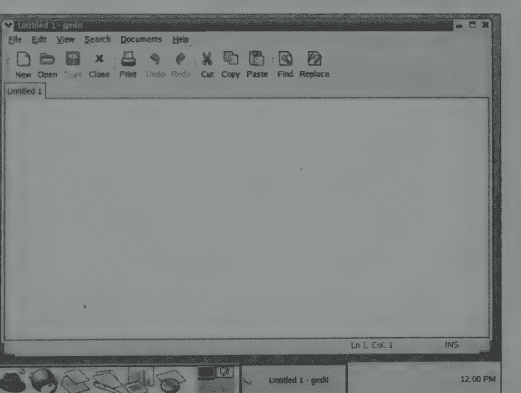 Untitled 1 - gedit
File Edit View Search Documents Help
New Open Save Close Print Undo Redo Cut Copy Paste Find Replace
Untitled 1
Ln 1, Col. 1 INS
Untitled 1 - gedit 12:00 PM